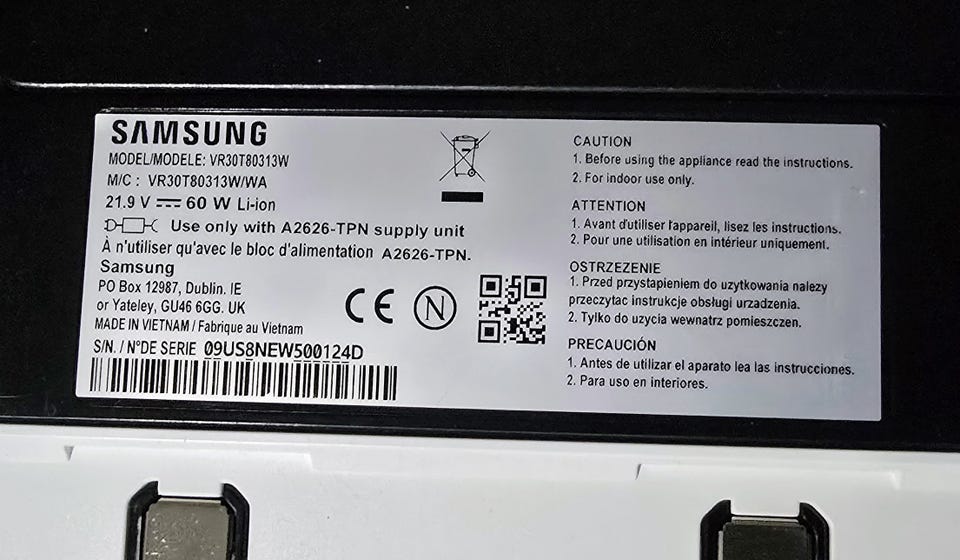 SAMSUNG
MODEL/MODELE: VR30T80313W
M/C : VR30T80313W/WA
21.9 V ⎓ 60 W Li-ion
Use only with A2626-TPN supply unit
À n'utiliser qu'avec le bloc d'alimentation A2626-TPN.
Samsung
PO Box 12987, Dublin. IE
or Yateley, GU46 6GG. UK
MADE IN VIETNAM / Fabrique au Vietnam
S/N. / N°DE SERIE 09US8NEW500124D
CE N
CAUTION
1. Before using the appliance read the instructions.
2. For indoor use only.
ATTENTION
1. Avant d'utiliser l'appareil, lisez les instructions.
2. Pour une utilisation en intérieur uniquement.
OSTRZEZENIE
1. Przed przystapieniem do uzytkowania nalezy
przeczytac instrukcje obsługi urzadzenia.
2. Tylko do uzycia wewnatrz pomieszczen.
PRECAUCIÓN
1. Antes de utilizar el aparato lea las instrucciones.
2. Para uso en interiores.